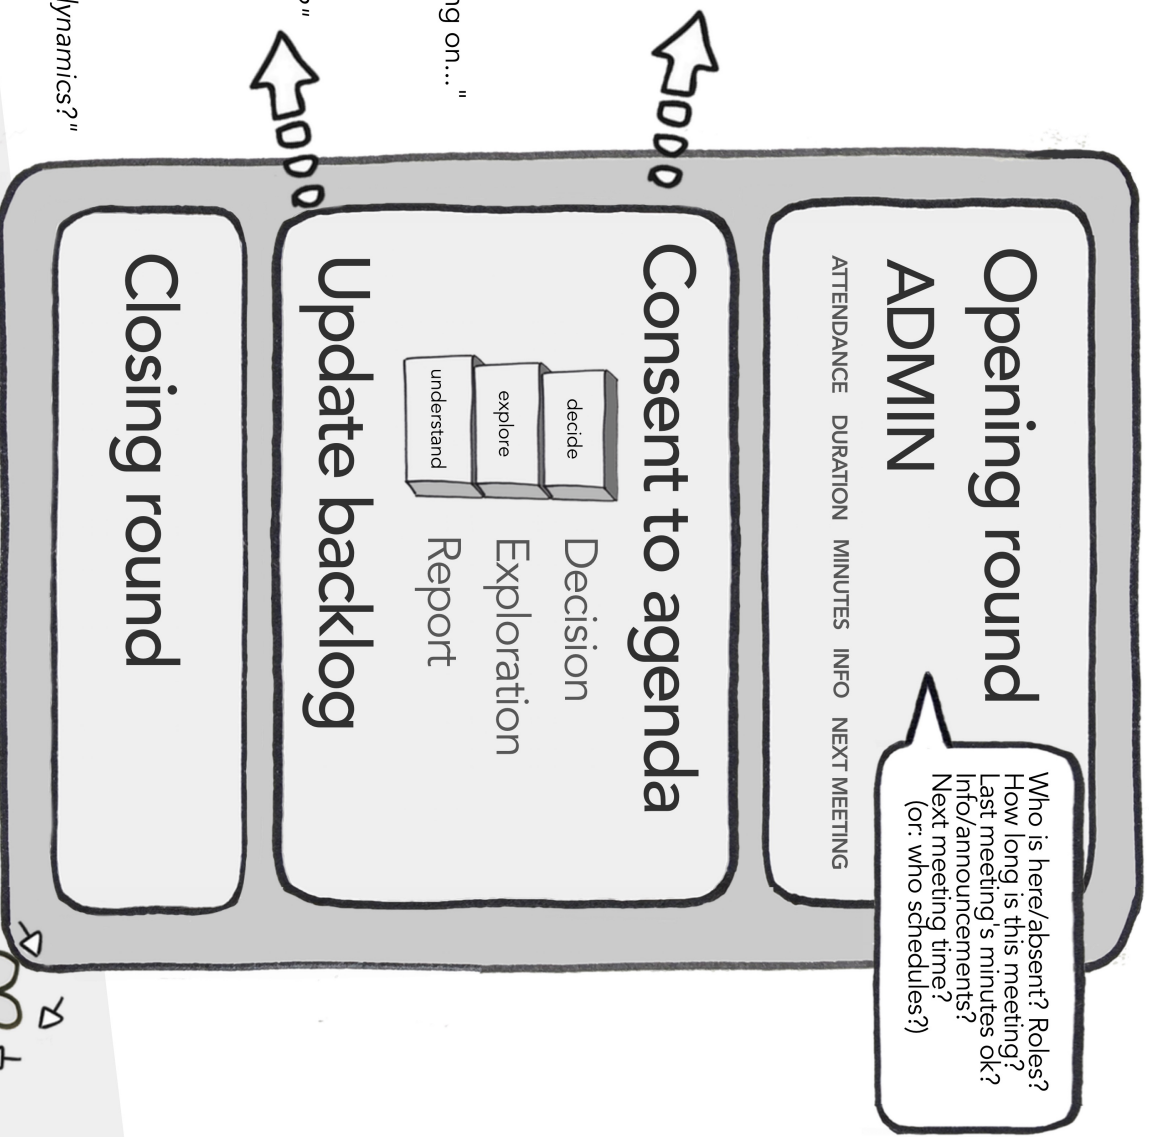 Opening round
ADMIN
ATTENDANCE DURATION MINUTES INFO NEXT MEETING
Who is here/absent? Roles?
How long is this meeting?
Last meeting's minutes ok?
Info/announcements?
Next meeting time?
(or: who schedules?)
Consent to agenda
decide
explore
understand
Decision
Exploration
Report
Update backlog
Closing round
on... "